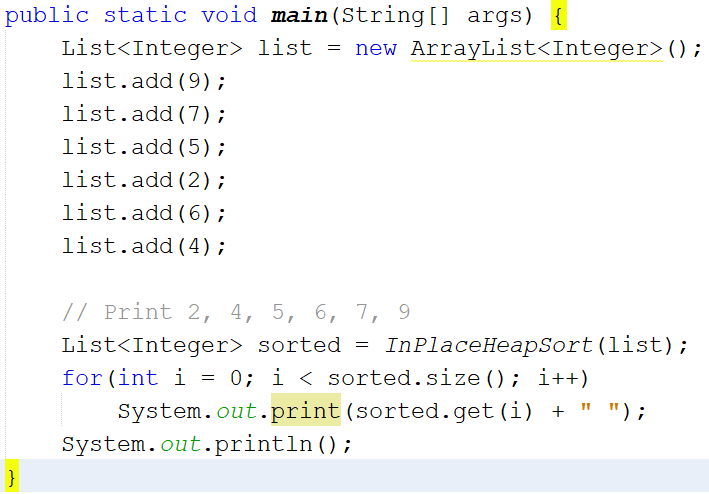 public static void main(String[] args) {
    List<Integer> list = new ArrayList<Integer>();
    list.add(9);
    list.add(7);
    list.add(5);
    list.add(2);
    list.add(6);
    list.add(4);

    // Print 2, 4, 5, 6, 7, 9
    List<Integer> sorted = InPlaceHeapSort(list);
    for(int i = 0; i < sorted.size(); i++)
        System.out.print(sorted.get(i) + " ");
    System.out.println();
}